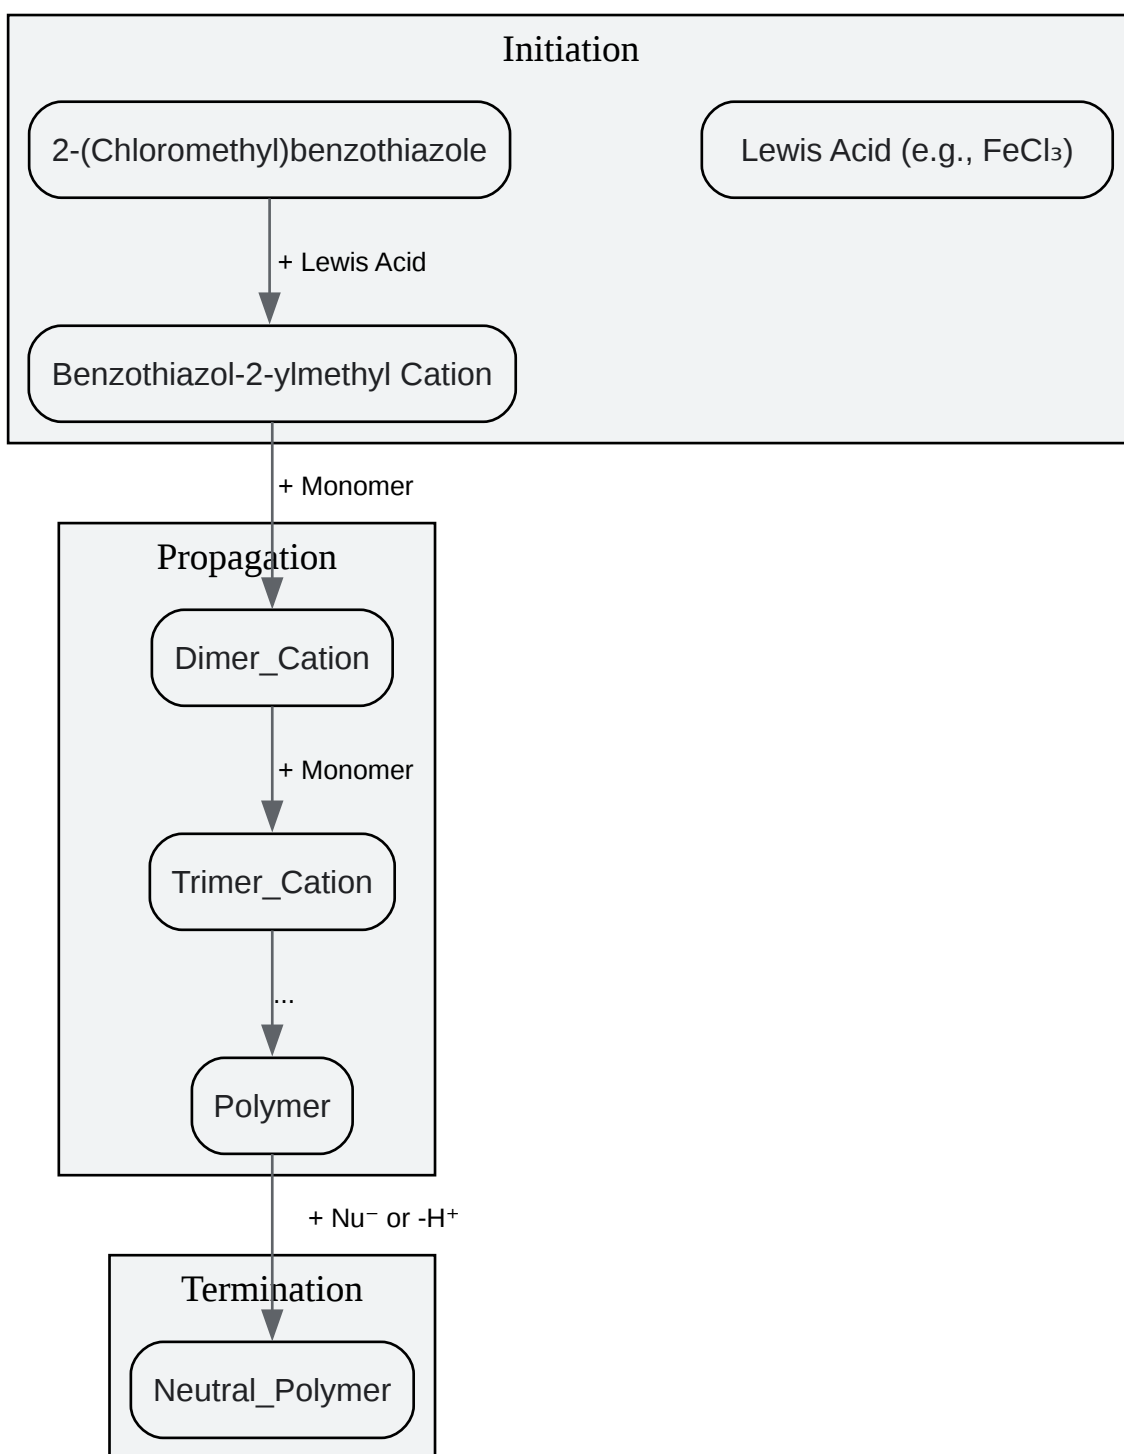 Initiation
2-(Chloromethyl)benzothiazole
Lewis Acid (e.g., FeCl₃)
+ Lewis Acid
Benzothiazol-2-ylmethyl Cation
+ Monomer
Propagation
Dimer_Cation
+ Monomer
Trimer_Cation
...
Polymer
+ Nu⁻ or -H⁺
Termination
Neutral_Polymer